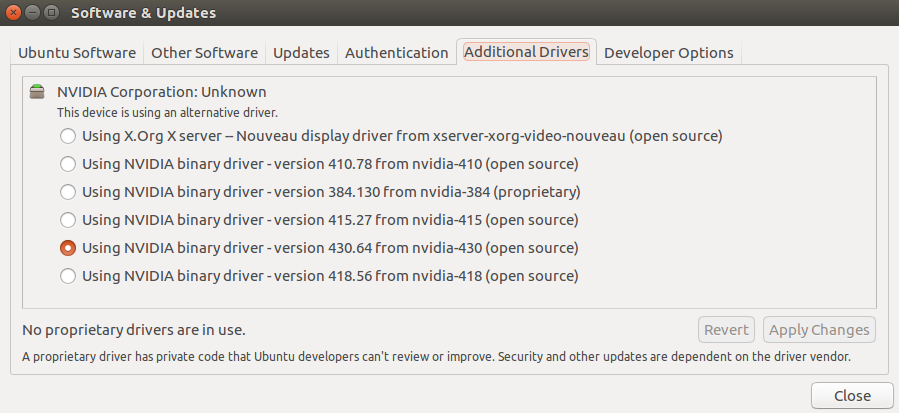 Software & Updates
Ubuntu Software Other Software Updates Authentication Additional Drivers Developer Options
NVIDIA Corporation: Unknown
This device is using an alternative driver.
Using X.Org X server -- Nouveau display driver from xserver-xorg-video-nouveau (open source)
Using NVIDIA binary driver - version 410.78 from nvidia-410 (open source)
Using NVIDIA binary driver - version 384.130 from nvidia-384 (proprietary)
Using NVIDIA binary driver - version 415.27 from nvidia-415 (open source)
Using NVIDIA binary driver - version 430.64 from nvidia-430 (open source)
Using NVIDIA binary driver - version 418.56 from nvidia-418 (open source)
No proprietary drivers are in use.
Revert Apply Changes
A proprietary driver has private code that Ubuntu developers can't review or improve. Security and other updates are dependent on the driver vendor.
Close